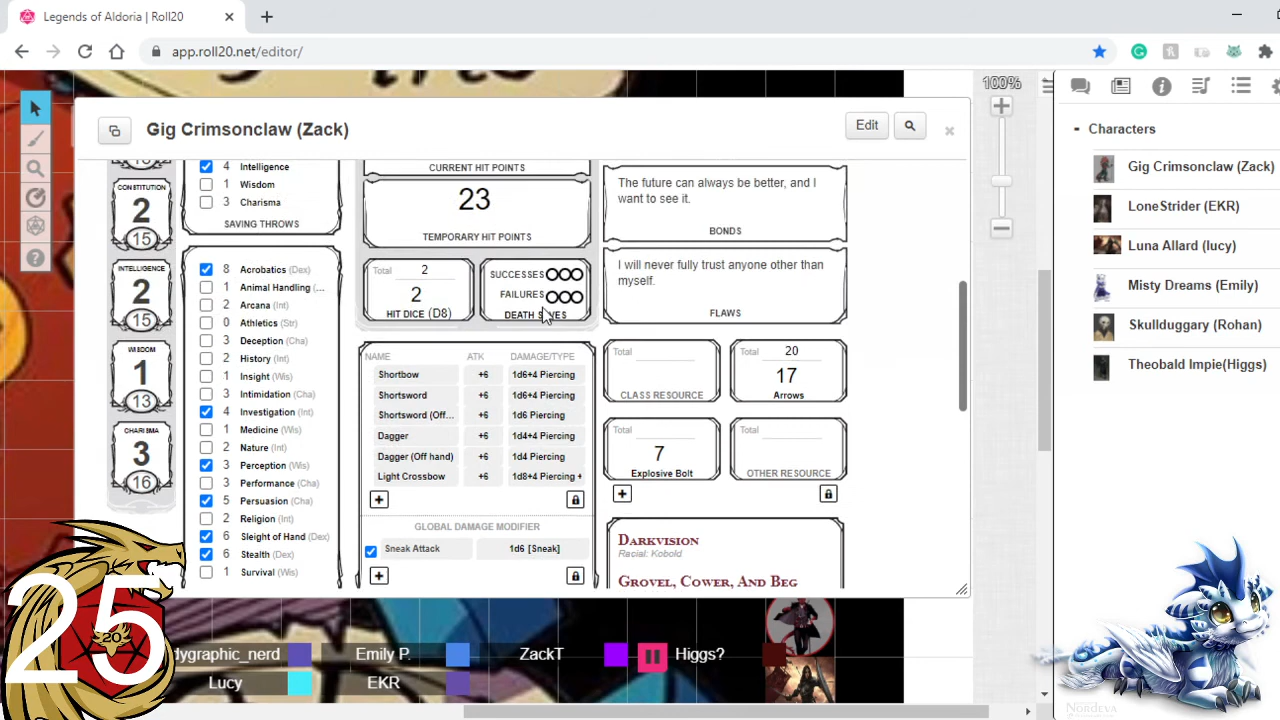 Legends of Aldoria | Roll20
app.roll20.net/editor/
100%
Gig Crimsonclaw (Zack)
Edit
Characters
Gig Crimsonclaw (Zack)
LoneStrider (EKR)
Luna Allard (lucy)
Misty Dreams (Emily)
Skullduggary (Rohan)
Theobald Impie(Higgs)
CONSTITUTION
2
15
INTELLIGENCE
2
15
WISDOM
1
13
CHARISMA
3
16
4 Intelligence
1 Wisdom
3 Charisma
SAVING THROWS
8 Acrobatics (Dex)
1 Animal Handling (...
2 Arcana (Int)
0 Athletics (Str)
3 Deception (Cha)
2 History (Int)
1 Insight (Wis)
3 Intimidation (Cha)
4 Investigation (Int)
1 Medicine (Wis)
2 Nature (Int)
3 Perception (Wis)
3 Performance (Cha)
5 Persuasion (Cha)
2 Religion (Int)
6 Sleight of Hand (Dex)
6 Stealth (Dex)
1 Survival (Wis)
CURRENT HIT POINTS
23
TEMPORARY HIT POINTS
Total 2
2
HIT DICE (D8)
SUCCESSES
FAILURES
DEATH SAVES
NAME ATK DAMAGE/TYPE
Shortbow +6 1d6+4 Piercing
Shortsword +6 1d6+4 Piercing
Shortsword (Off... +6 1d6 Piercing
Dagger +6 1d4+4 Piercing
Dagger (Off hand) +6 1d4 Piercing
Light Crossbow +6 1d8+4 Piercing +
GLOBAL DAMAGE MODIFIER
Sneak Attack 1d6 [Sneak]
The future can always be better, and I
want to see it.
BONDS
I will never fully trust anyone other than
myself.
FLAWS
Total
CLASS RESOURCE
Total 20
17
Arrows
Total
7
Explosive Bolt
Total
OTHER RESOURCE
DARKVISION
Racial: Kobold
GROVEL, COWER, AND BEG
25
20
dygraphic_nerd
Emily P.
ZackT
Higgs?
Lucy
EKR
NORDEVA